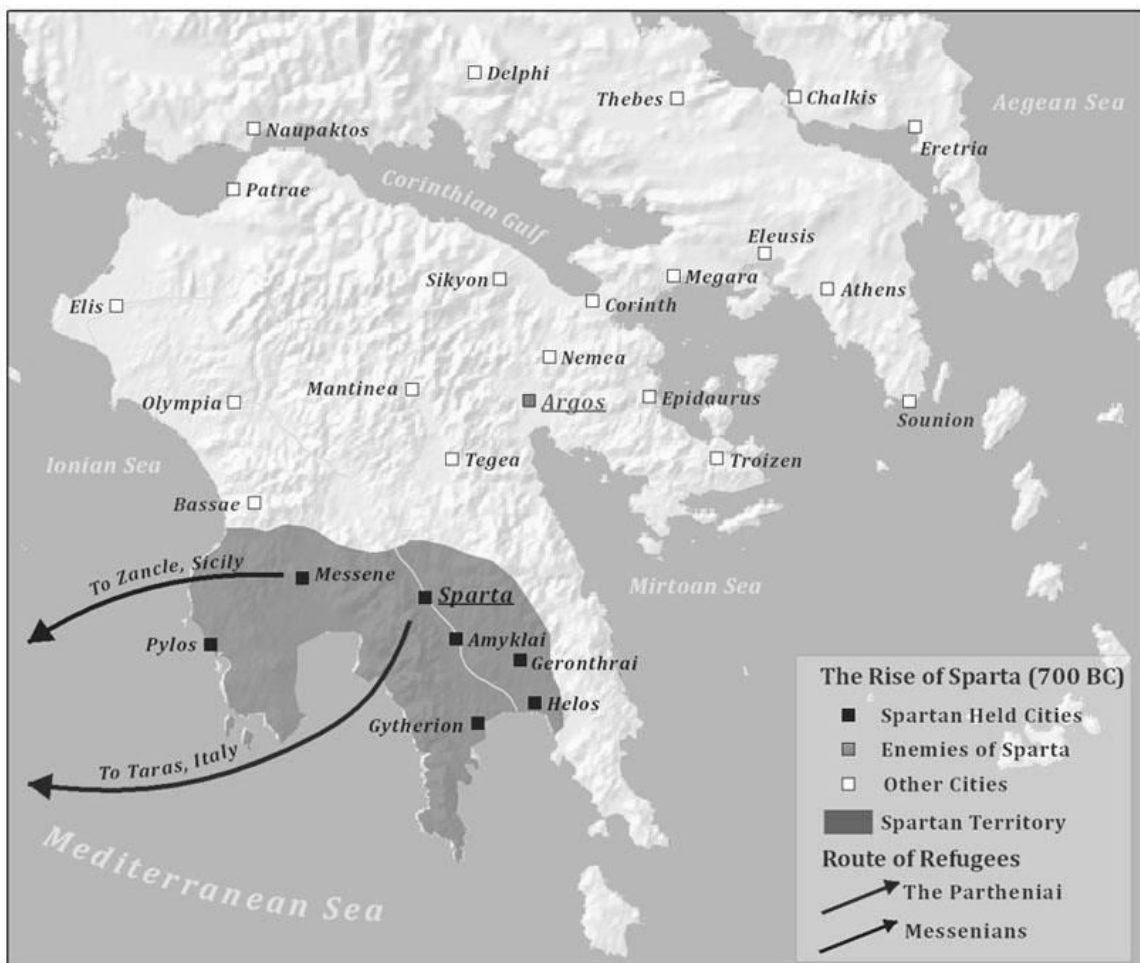 Delphi
Thebes
Chalkis
Aegean Sea
Naupaktos
Eretria
Patrae
Corinthian Gulf
Eleusis
Sikyon
Megara
Elis
Corinth
Athens
Nemea
Mantinea
Olympia
Argos
Epidaurus
Sounion
Ionian Sea
Tegea
Troizen
Bassae
To Zancle, Sicily
Messene
Mirtoan Sea
Sparta
Pylos
Amyklai
Geronthrai
Helos
Gytherion
To Taras, Italy
Mediterranean Sea
The Rise of Sparta (700 BC)
Spartan Held Cities
Enemies of Sparta
Other Cities
Spartan Territory
Route of Refugees
The Partheniai
Messenians